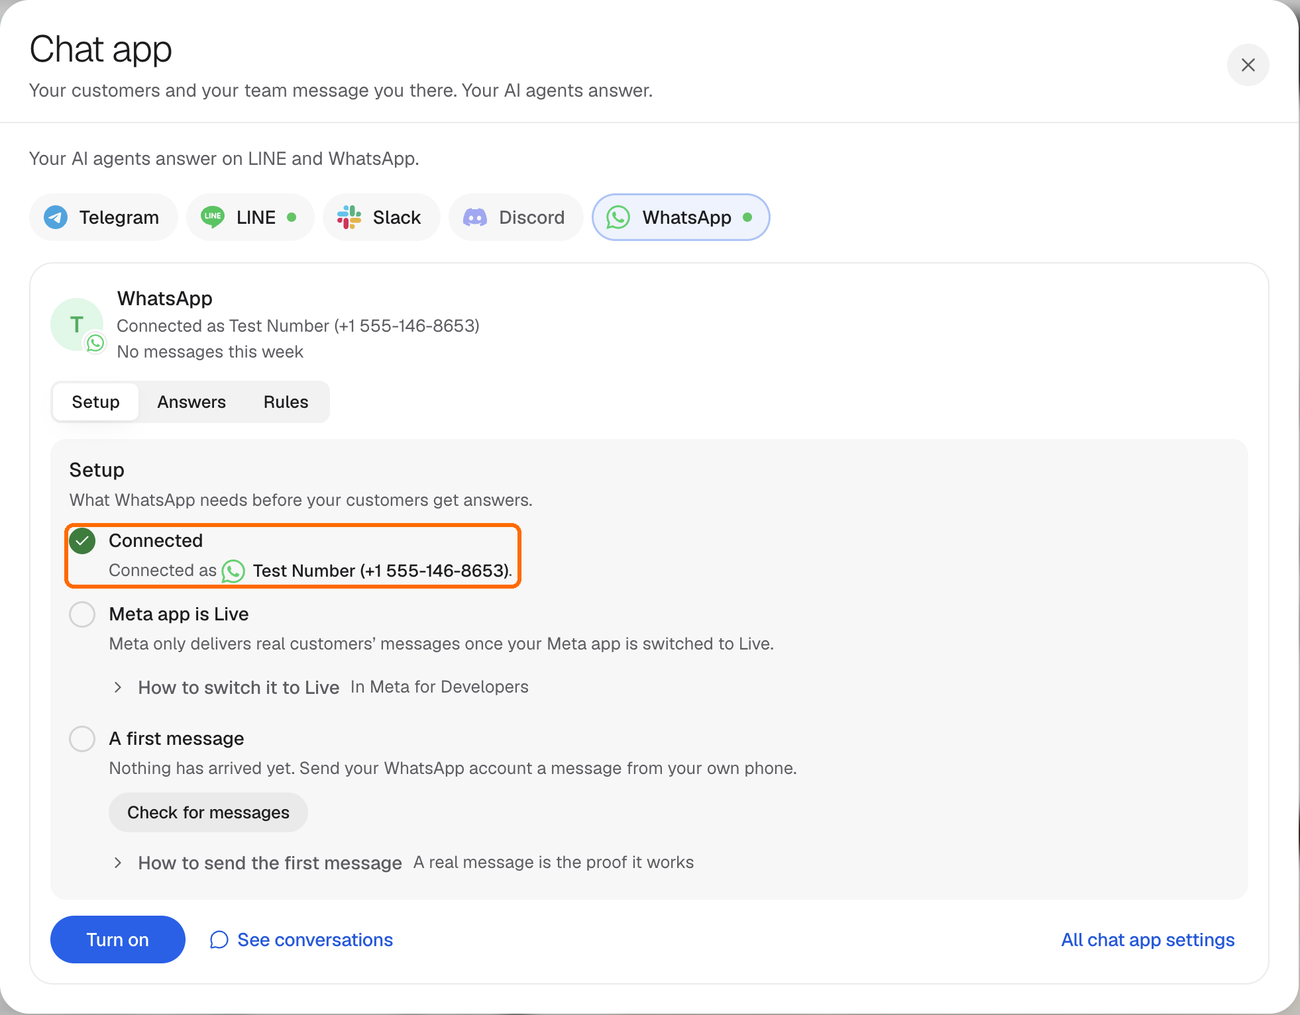 Chat app
Your customers and your team message you there. Your AI agents answer.
Your AI agents answer on LINE and WhatsApp.
Telegram
LINE LINE
Slack
Discord
WhatsApp
WhatsApp
T
Connected as Test Number (+1 555-146-8653)
No messages this week
Setup
Answers
Rules
Setup
What WhatsApp needs before your customers get answers.
Connected
Connected as Test Number (+1 555-146-8653).
Meta app is Live
Meta only delivers real customers’ messages once your Meta app is switched to Live.
How to switch it to Live In Meta for Developers
A first message
Nothing has arrived yet. Send your WhatsApp account a message from your own phone.
Check for messages
How to send the first message A real message is the proof it works
Turn on
See conversations
All chat app settings